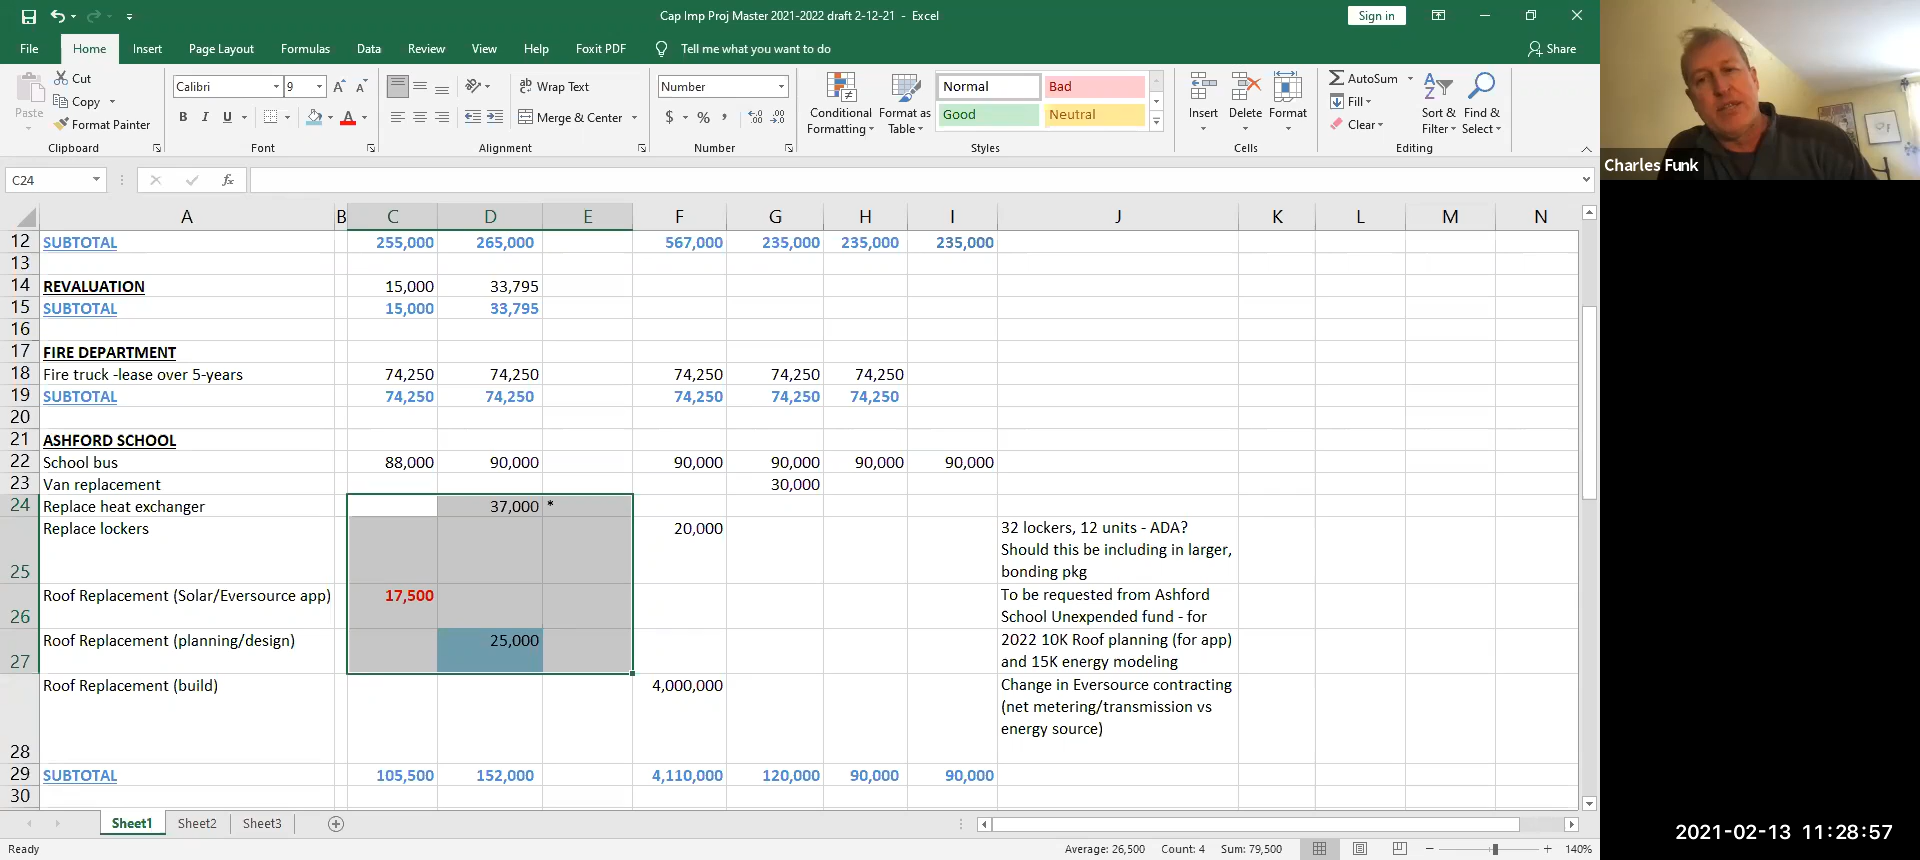 Cap Imp Proj Master 2021-2022 draft 2-12-21 - Excel
Sign in
File Home Insert Page Layout Formulas Data Review View Help Foxit PDF Tell me what you want to do
Share
Paste
Cut
Copy
Format Painter
Clipboard
Calibri 9
B I U
Font
Wrap Text
Merge & Center
Alignment
Number
$ % ,
Number
Conditional Formatting
Format as Table
Normal Bad
Good Neutral
Styles
Insert Delete Format
Cells
AutoSum
Fill
Clear
Sort & Filter
Find & Select
Editing
C24
fx
A B C D E F G H I J K L M N
12 SUBTOTAL 255,000 265,000 567,000 235,000 235,000 235,000
13
14 REVALUATION 15,000 33,795
15 SUBTOTAL 15,000 33,795
16
17 FIRE DEPARTMENT
18 Fire truck -lease over 5-years 74,250 74,250 74,250 74,250 74,250
19 SUBTOTAL 74,250 74,250 74,250 74,250 74,250
20
21 ASHFORD SCHOOL
22 School bus 88,000 90,000 90,000 90,000 90,000 90,000
23 Van replacement 30,000
24 Replace heat exchanger 37,000 *
25 Replace lockers 20,000 32 lockers, 12 units - ADA?
Should this be including in larger,
bonding pkg
26 Roof Replacement (Solar/Eversource app) 17,500 To be requested from Ashford
School Unexpended fund - for
27 Roof Replacement (planning/design) 25,000 2022 10K Roof planning (for app)
and 15K energy modeling
28 Roof Replacement (build) 4,000,000 Change in Eversource contracting
(net metering/transmission vs
energy source)
29 SUBTOTAL 105,500 152,000 4,110,000 120,000 90,000 90,000
30
Sheet1 Sheet2 Sheet3
Ready
Average: 26,500 Count: 4 Sum: 79,500
140%
Charles Funk
2021-02-13 11:28:57